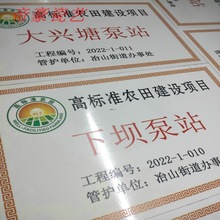 高标准农田建设项目
大兴塘泵站
工程编号：2022-1-011
管护单位：冶山街道办事处
高标准农田建设项目
下坝泵站
工程编号：2022-1-010
管护单位：冶山街道办事